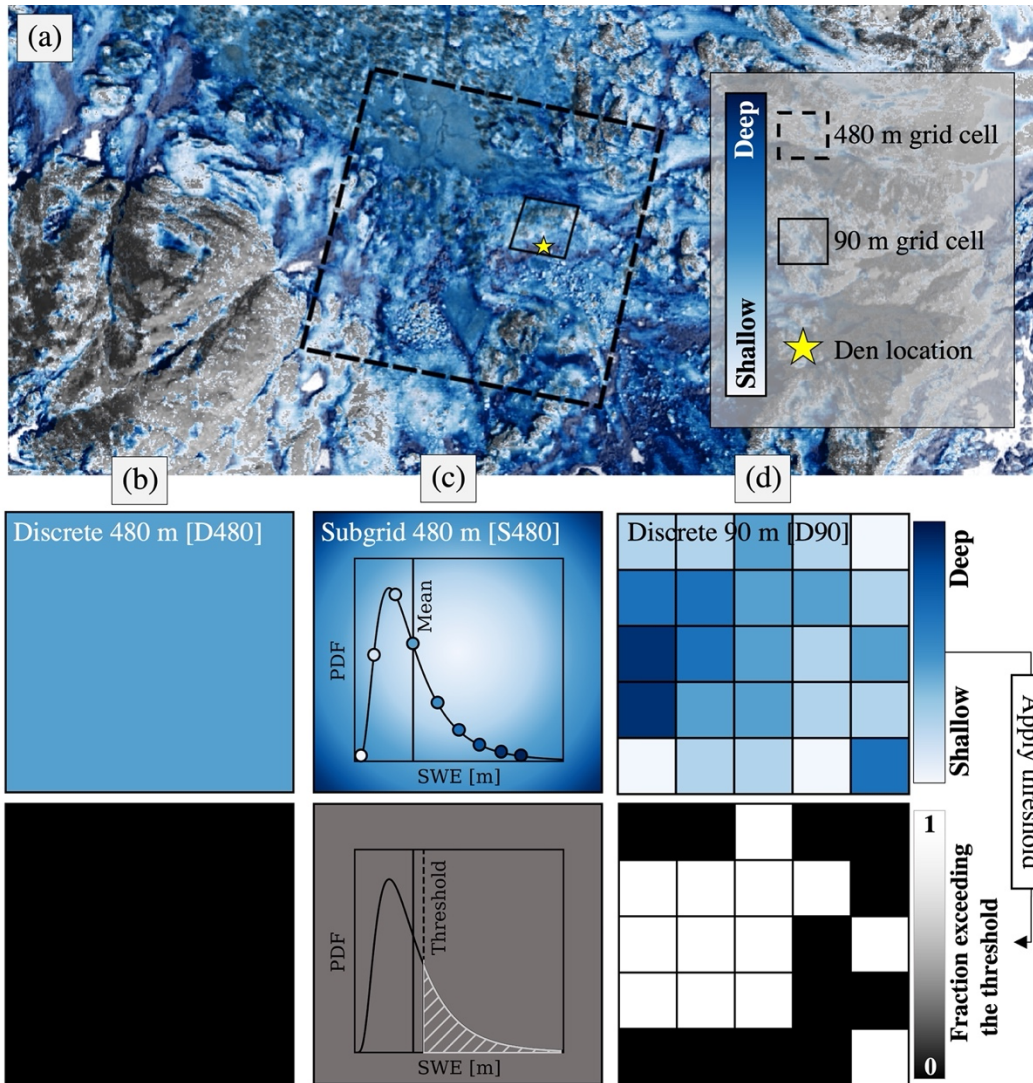 (a)
Deep
Shallow
480 m grid cell
90 m grid cell
Den location
(b)
(c)
(d)
Discrete 480 m [D480]
Subgrid 480 m [S480]
Discrete 90 m [D90]
PDF
Mean
SWE [m]
Deep
Shallow
Apply threshold
PDF
Threshold
SWE [m]
1
0
Fraction exceeding
the threshold